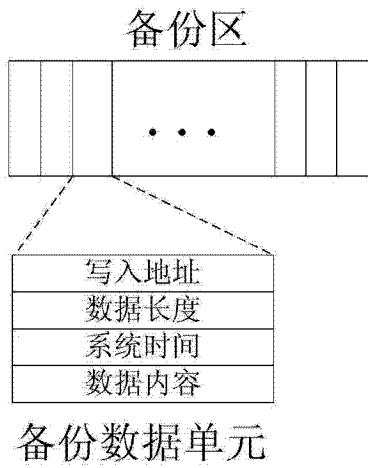 备份区
写入地址
数据长度
系统时间
数据内容
备份数据单元